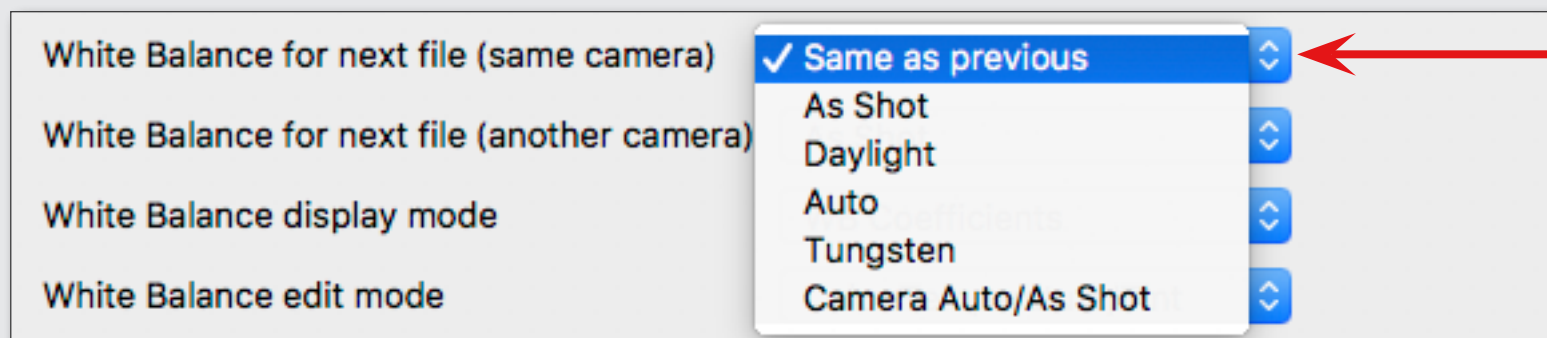 White Balance for next file (same camera)
✓ Same as previous
As Shot
White Balance for next file (another camera)
Daylight
White Balance display mode
Auto
Coefficients
Tungsten
White Balance edit mode
Camera Auto/As Shot